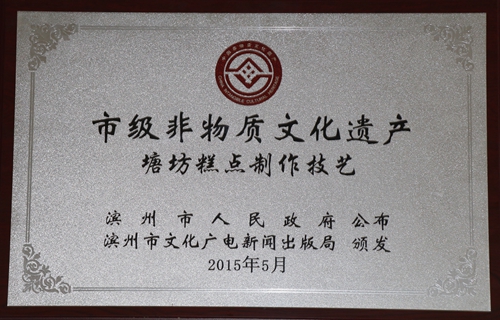 市级非物质文化遗产
塘坊糕点制作技艺
滨州市人民政府公布
滨州市文化广电新闻出版局 颁发
2015年5月